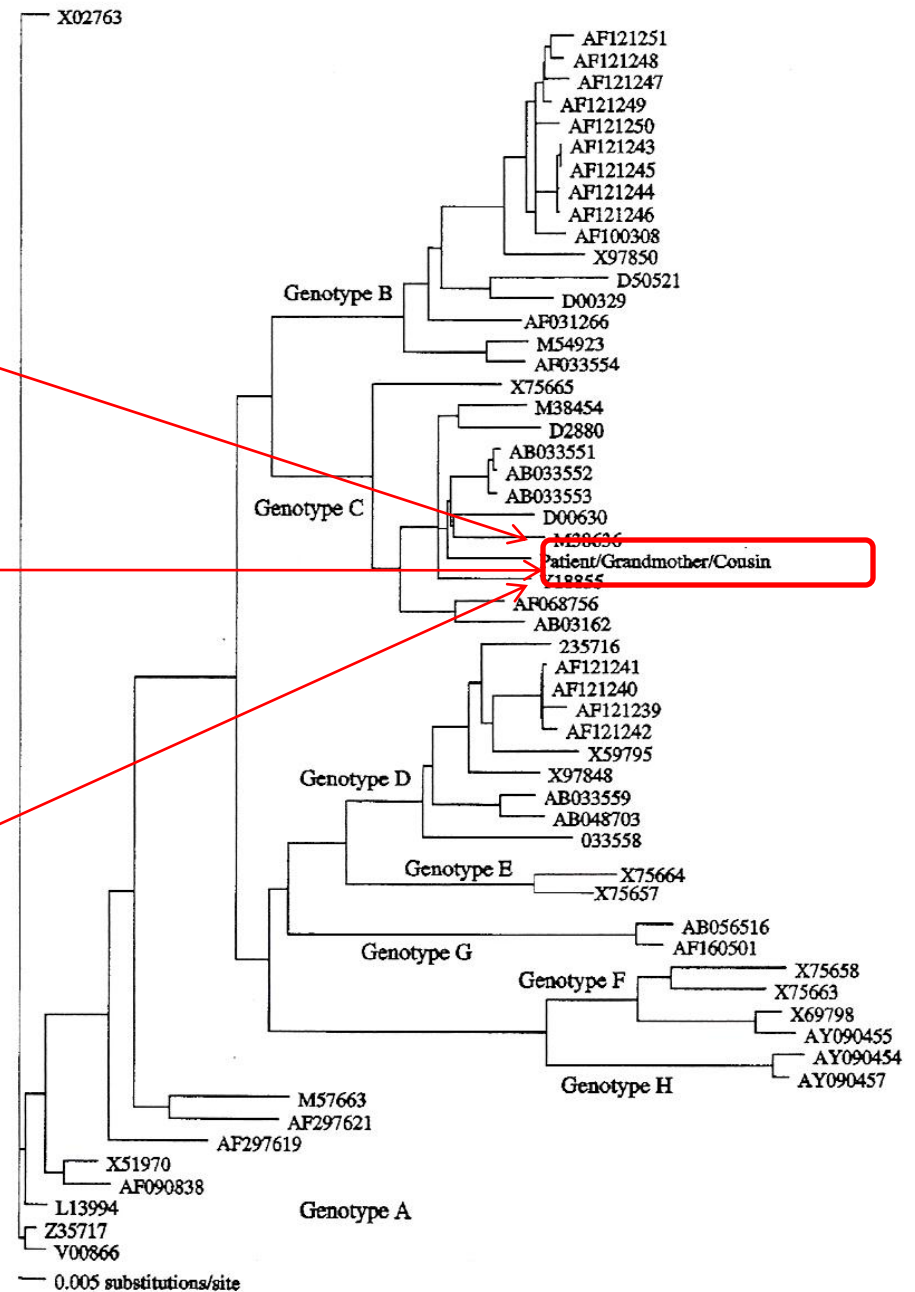 X02763
AF121251
AF121248
AF121247
AF121249
AF121250
AF121243
AF121245
AF121244
AF121246
AF100308
X97850
D50521
Genotype B
D00329
AF031266
M54923
AF033554
X75665
M38454
D2880
AB033551
AB033552
AB033553
Genotype C
D00630
M38636
Patient/Grandmother/Cousin
Y18855
AF068756
AB03162
235716
AF121241
AF121240
AF121239
AF121242
X59795
Genotype D
X97848
AB033559
AB048703
033558
Genotype E
X75664
X75657
AB056516
AF160501
Genotype G
X75658
Genotype F
X75663
X69798
AY090455
AY090454
AY090457
Genotype H
M57663
AF297621
AF297619
X51970
AF090838
L13994
Genotype A
Z35717
V00866
0.005 substitutions/site